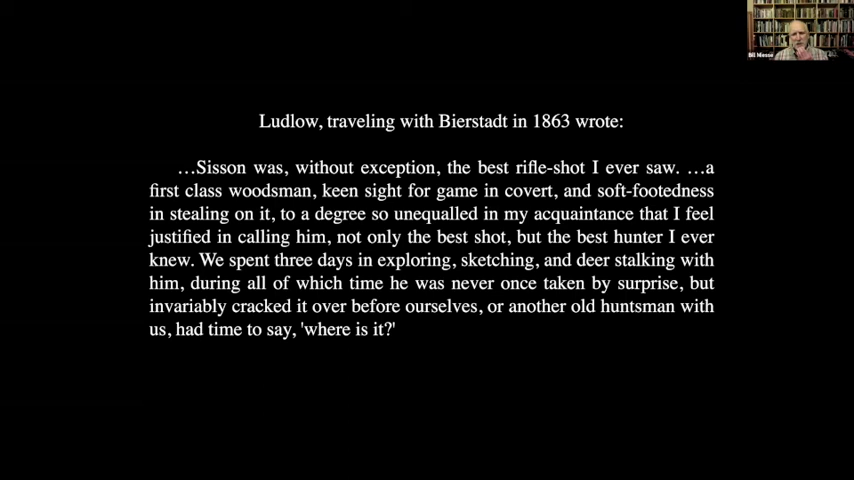 Bill Miesse
Ludlow, traveling with Bierstadt in 1863 wrote:
…Sisson was, without exception, the best rifle-shot I ever saw. …a
first class woodsman, keen sight for game in covert, and soft-footedness
in stealing on it, to a degree so unequalled in my acquaintance that I feel
justified in calling him, not only the best shot, but the best hunter I ever
knew. We spent three days in exploring, sketching, and deer stalking with
him, during all of which time he was never once taken by surprise, but
invariably cracked it over before ourselves, or another old huntsman with
us, had time to say, 'where is it?'